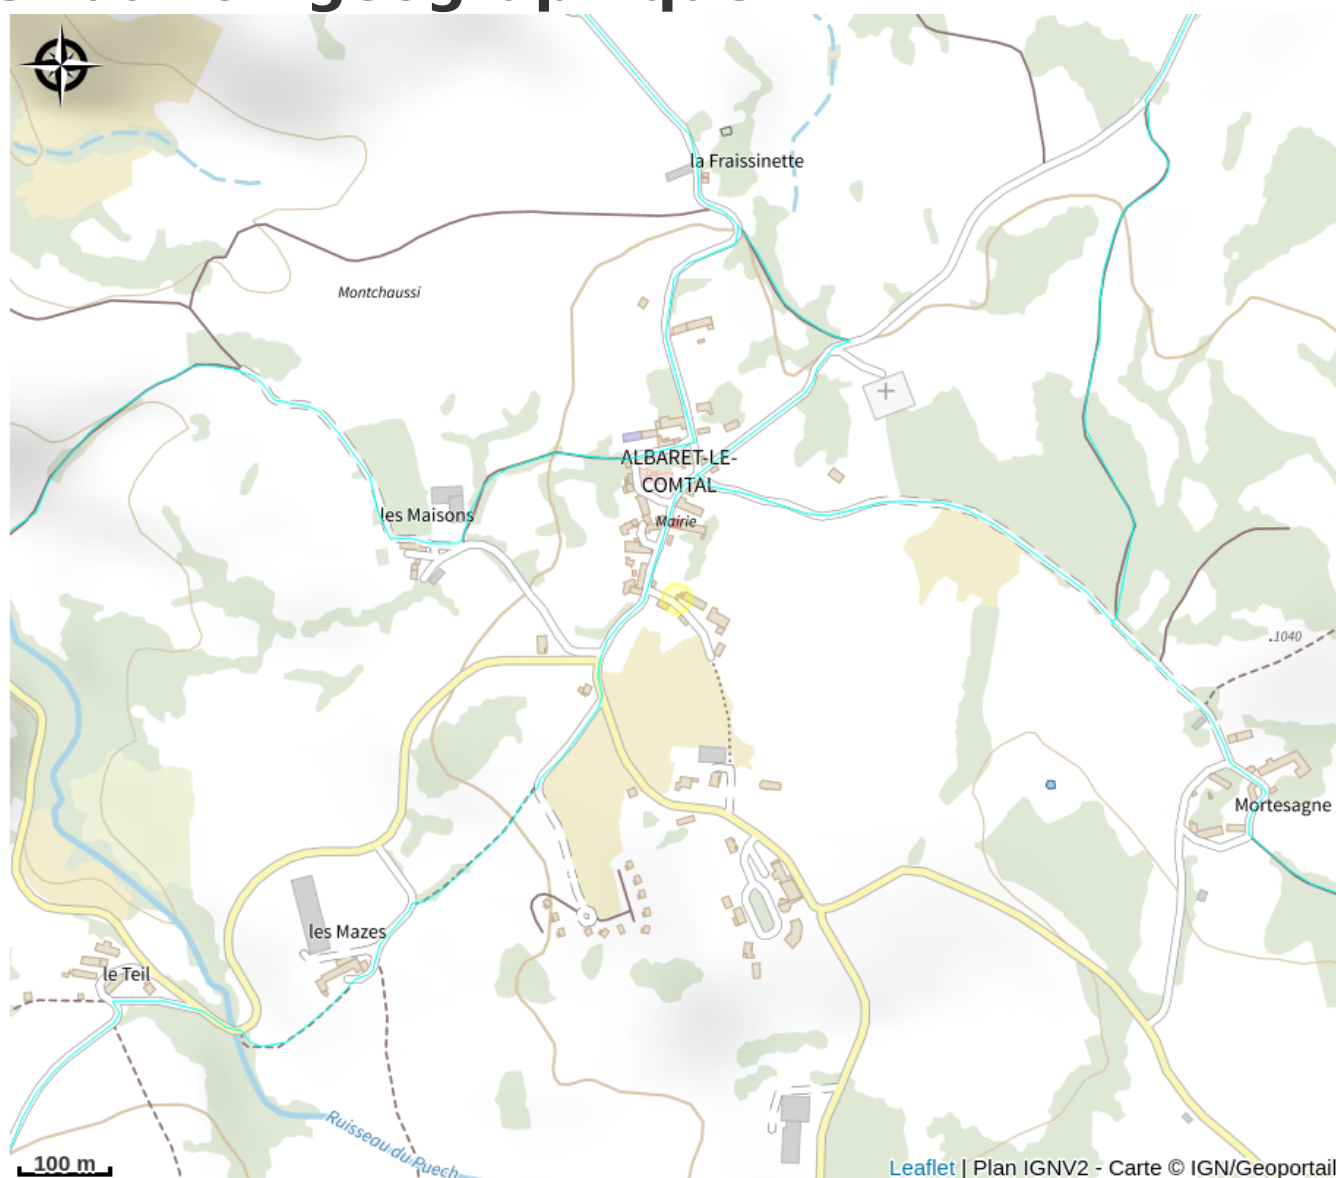 la Fraissinette
Montchaussi
ALBARET-LE-
COMTAL
les Maisons
Mairie
.1040
Mortesagne
les Mazes
le Teil
Ruisseau du Puech
100 m
Leaflet | Plan IGNV2 - Carte © IGN/Geoportail